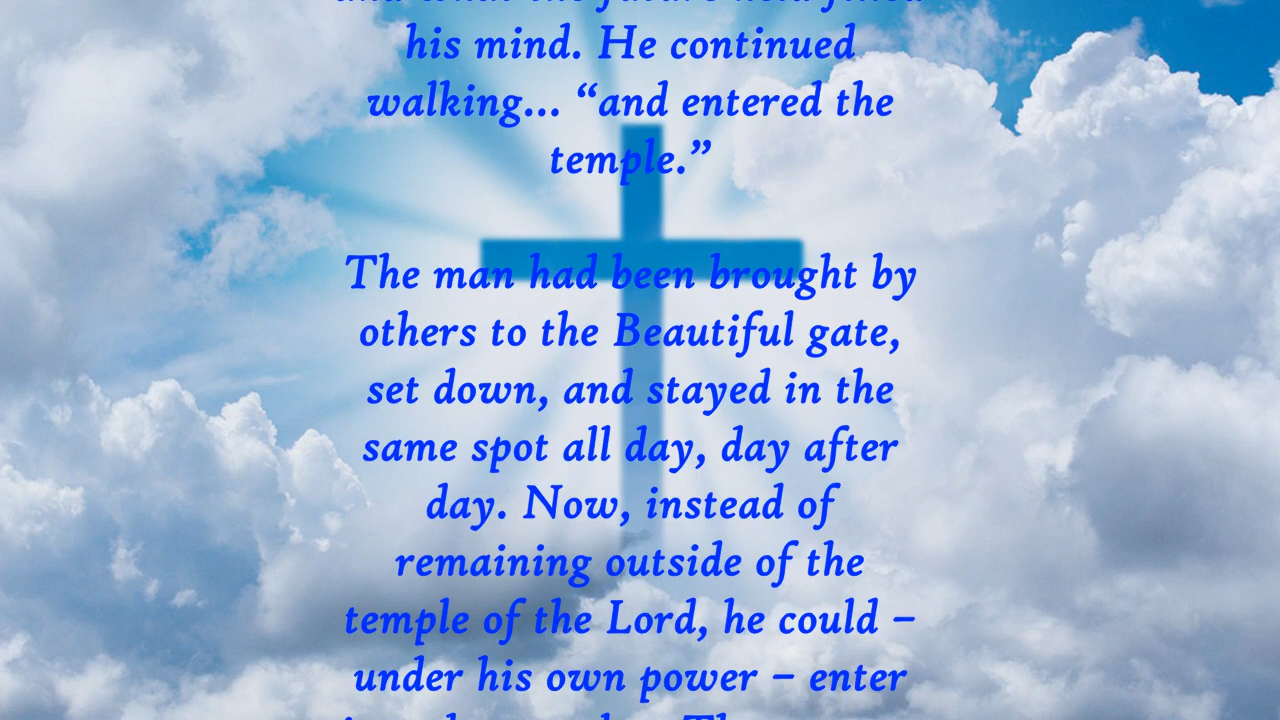 his mind. He continued
walking... “and entered the
temple.”
The man had been brought by
others to the Beautiful gate,
set down, and stayed in the
same spot all day, day after
day. Now, instead of
remaining outside of the
temple of the Lord, he could –
under his own power – enter